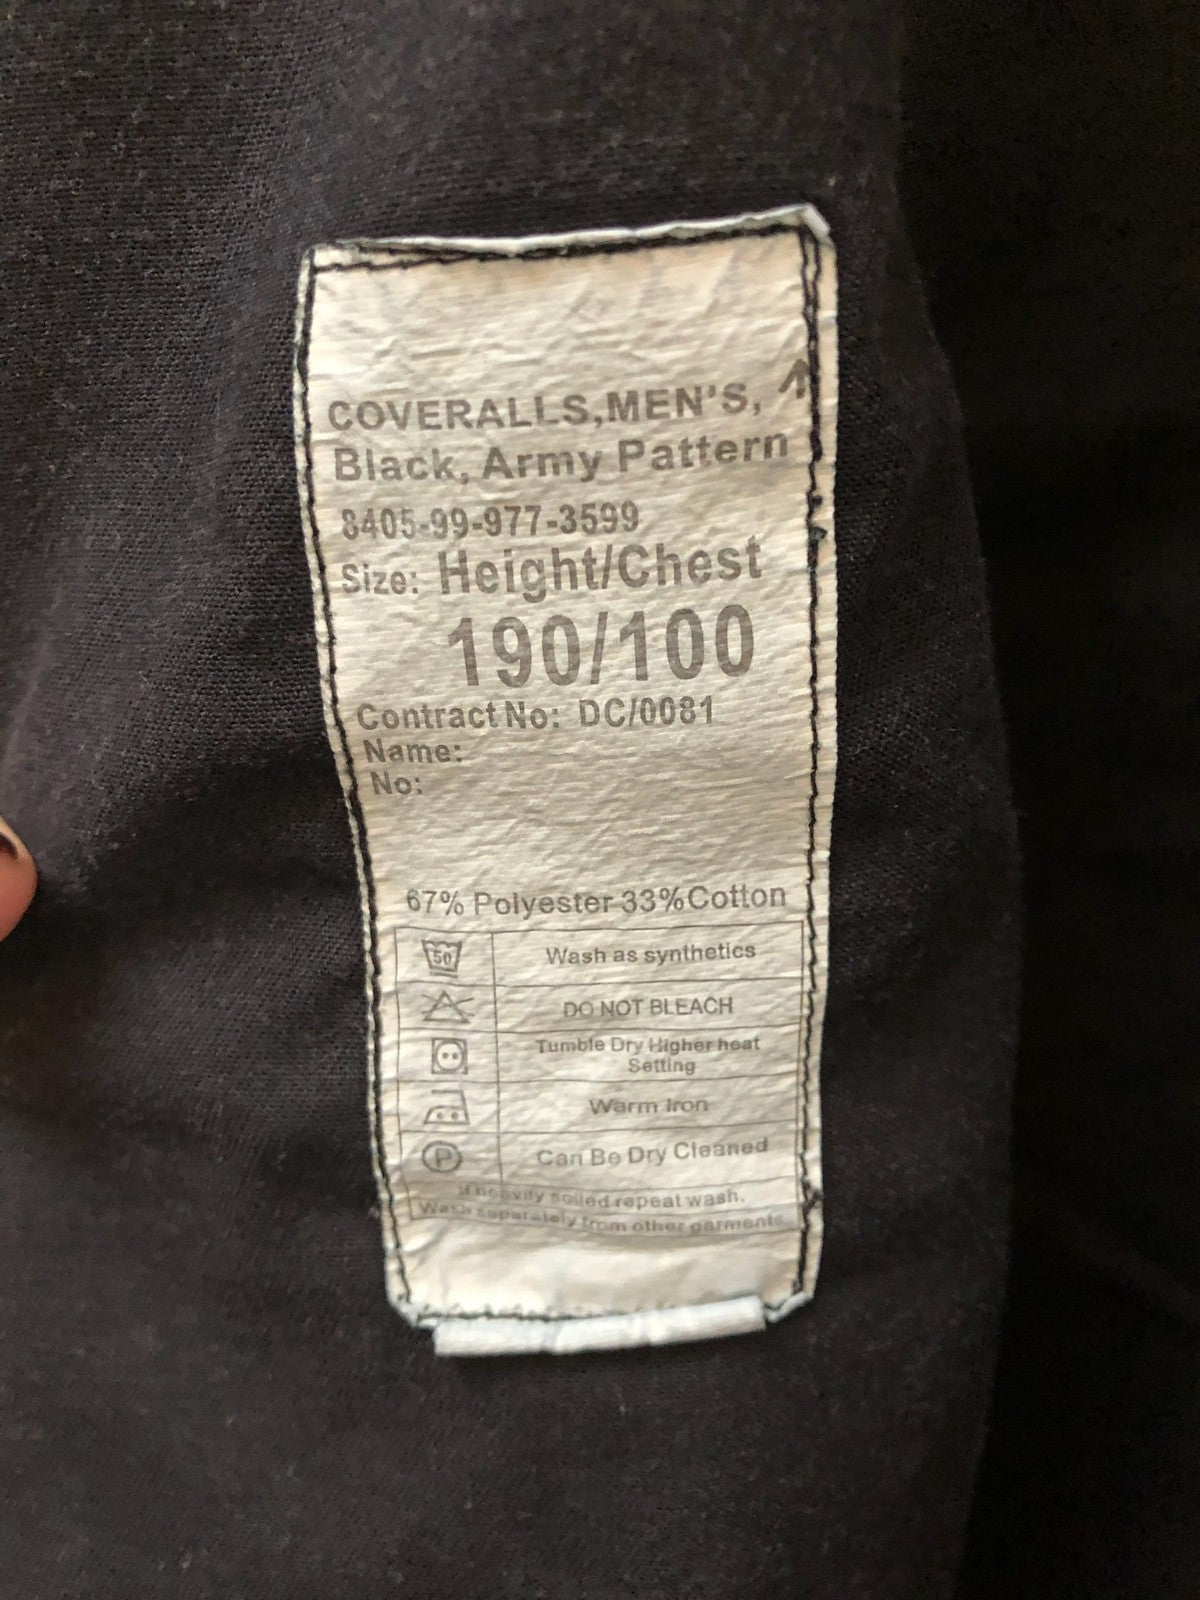 COVERALLS,MEN'S,
Black, Army Pattern
8405-99-977-3599
Size: Height/Chest
190/100
Contract No: DC/0081
Name:
No:
67% Polyester 33%Cotton
50 Wash as synthetics
DO NOT BLEACH
Tumble Dry Higher heat
Setting
Warm Iron
P Can Be Dry Cleaned
If heavily soiled repeat wash.
Wash separately from other garments.